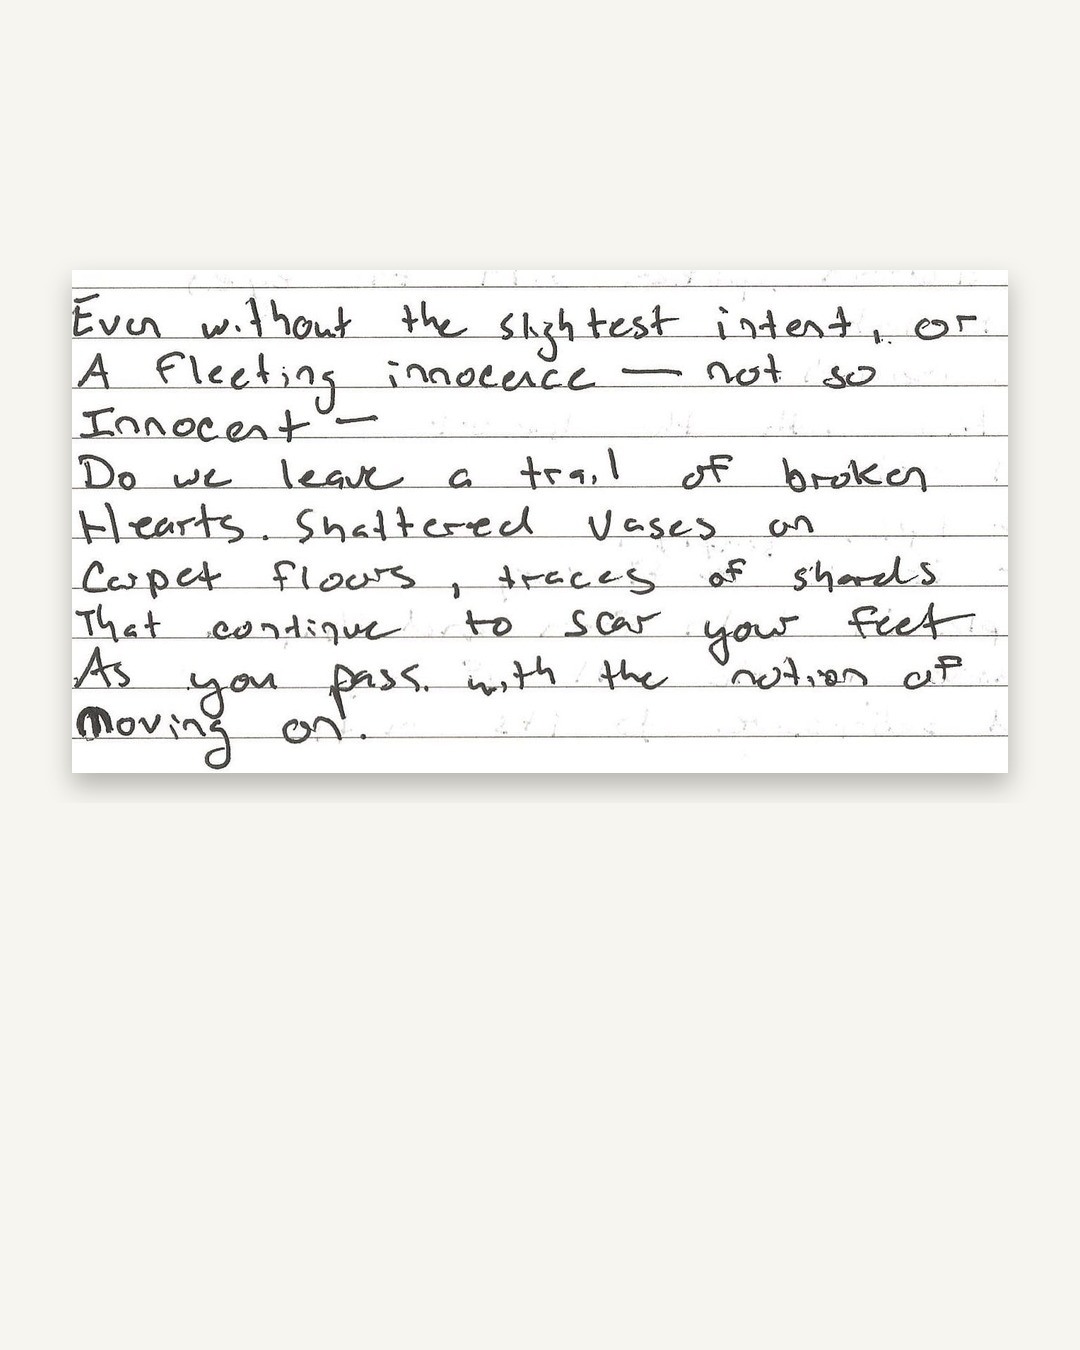 Even without the slightest intent, or
A fleeting innocence — not so
Innocent —
Do we leave a trail of broken
Hearts. Shattered vases on
Carpet floors, traces of shards
That continue to scar your feet
As you pass. with the notion of
Moving on.